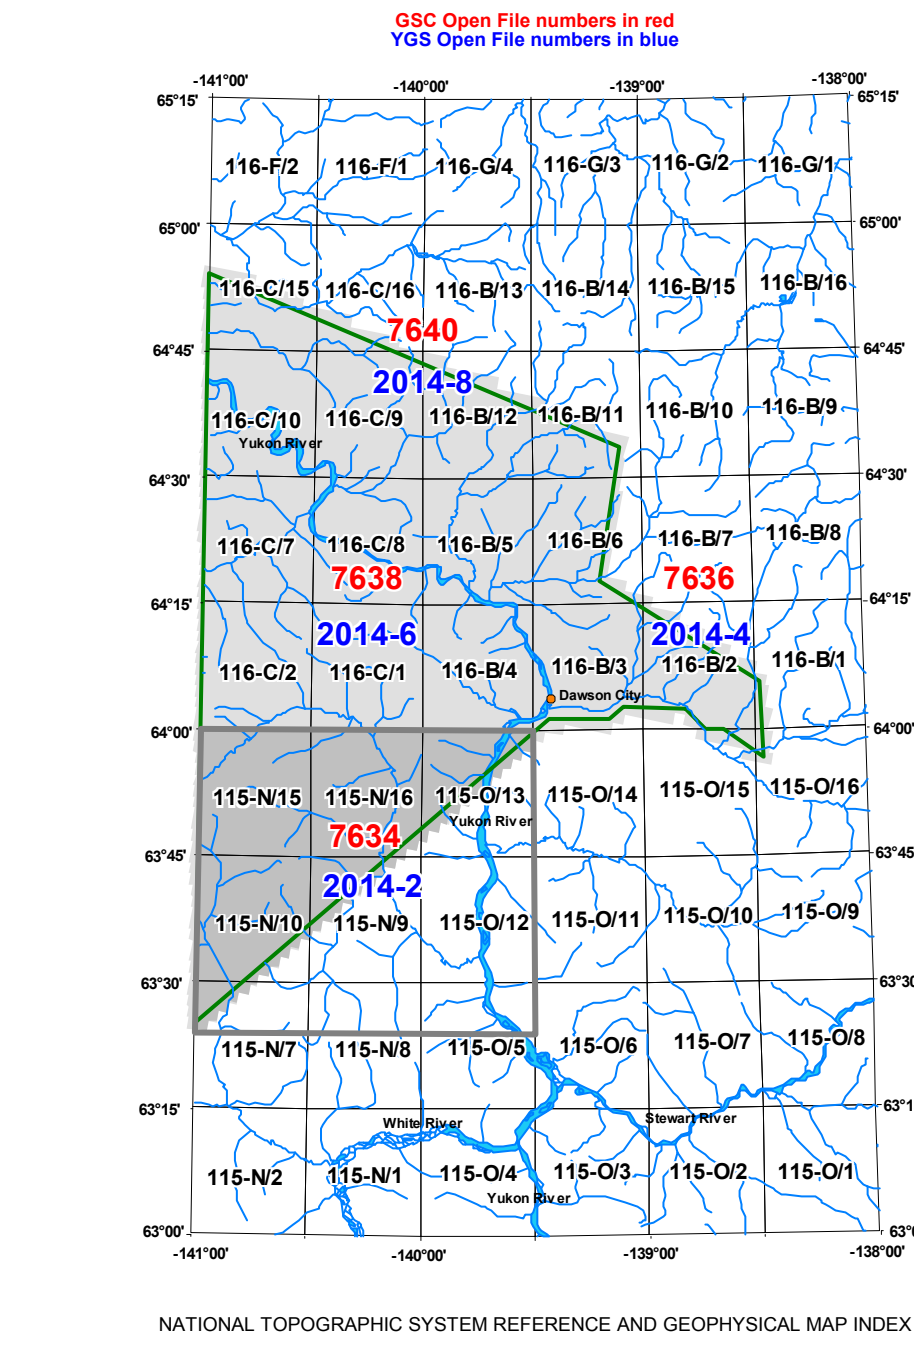 GSC Open File numbers in red
YGS Open File numbers in blue
-141°00' -140°00' -139°00' -138°00'
65°15' 65°15'
116-F/2 116-F/1 116-G/4 116-G/3 116-G/2 116-G/1
65°00' 65°00'
116-C/15 116-C/16 116-B/13 116-B/14 116-B/15 116-B/16
7640
64°45' 64°45'
2014-8
116-C/10 116-C/9 116-B/12 116-B/11 116-B/10 116-B/9
Yukon River
64°30' 64°30'
116-C/7 116-C/8 116-B/5 116-B/6 116-B/7 116-B/8
7638 7636
64°15' 64°15'
2014-6 2014-4
116-C/2 116-C/1 116-B/4 116-B/3 116-B/2 116-B/1
Dawson City
64°00' 64°00'
115-N/15 115-N/16 115-O/13 115-O/14 115-O/15 115-O/16
Yukon River
7634
63°45' 63°45'
2014-2
115-N/10 115-N/9 115-O/12 115-O/11 115-O/10 115-O/9
63°30' 63°30
115-N/7 115-N/8 115-O/5 115-O/6 115-O/7 115-O/8
63°15' 63°1
White River Stewart River
115-N/2 115-N/1 115-O/4 115-O/3 115-O/2 115-O/1
Yukon River
63°00' 63°0
-141°00' -140°00' -139°00' -138°00'
NATIONAL TOPOGRAPHIC SYSTEM REFERENCE AND GEOPHYSICAL MAP INDEX